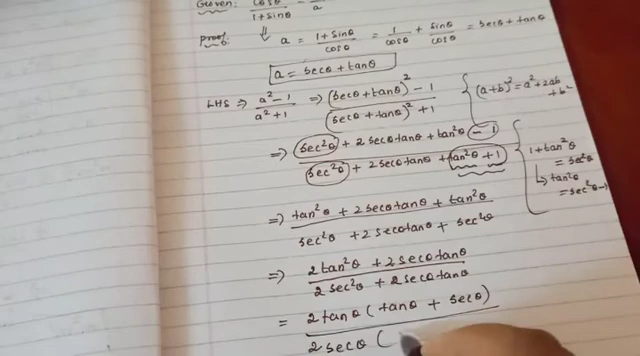 Given: cosθ/(1+sinθ) = 1/a
Proof: ⇓ a = (1+sinθ)/cosθ = 1/cosθ + sinθ/cosθ = secθ + tanθ
a = secθ + tanθ
LHS ⇒ (a²-1)/(a²+1) ⇒ ((secθ+tanθ)² - 1)/((secθ+tanθ)² + 1) { (a+b)² = a²+2ab+b²
⇒ (sec²θ + 2secθtanθ + tan²θ - 1)/(sec²θ + 2secθtanθ + tan²θ + 1) { 1+tan²θ = sec²θ
↳ tan²θ = sec²θ-1
⇒ (tan²θ + 2secθtanθ + tan²θ)/(sec²θ + 2secθtanθ + sec²θ)
⇒ (2tan²θ + 2secθtanθ)/(2sec²θ + 2secθtanθ)
= 2tanθ(tanθ + secθ)/2secθ(